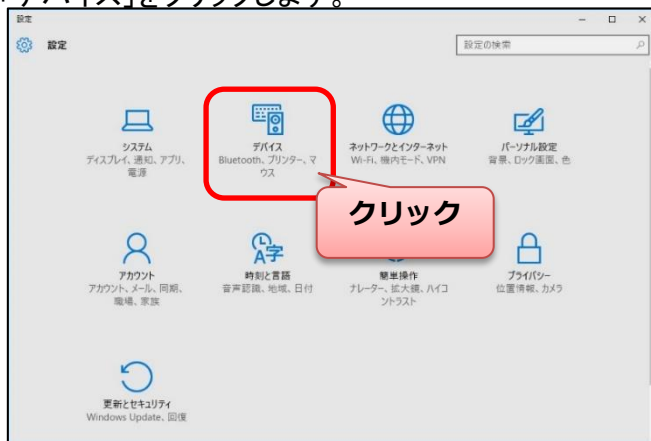 「デバイス」をクリックします。
設定
設定
設定の検索
システム
ディスプレイ、通知、アプリ、
電源
デバイス
Bluetooth、プリンター、マ
ウス
ネットワークとインターネット
Wi-Fi、機内モード、VPN
パーソナル設定
背景、ロック画面、色
クリック
アカウント
アカウント、メール、同期、
職場、家族
時刻と言語
音声認識、地域、日付
簡単操作
ナレーター、拡大鏡、ハイコ
ントラスト
プライバシー
位置情報、カメラ
更新とセキュリティ
Windows Update、回復